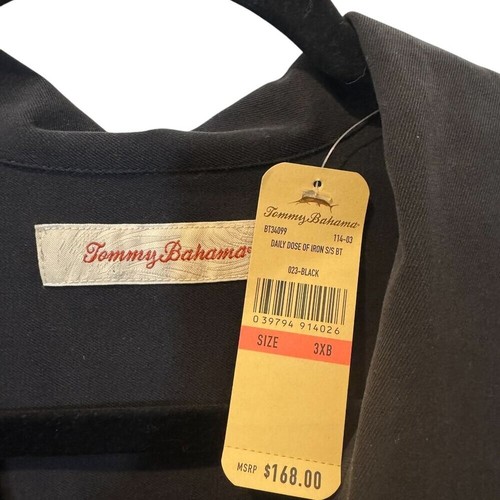 Tommy Bahama
Tommy Bahama
BT34099 114-03
DAILY DOSE OF IRON S/S BT
023-BLACK
0 39794 914026
SIZE 3XB
MSRP $168.00